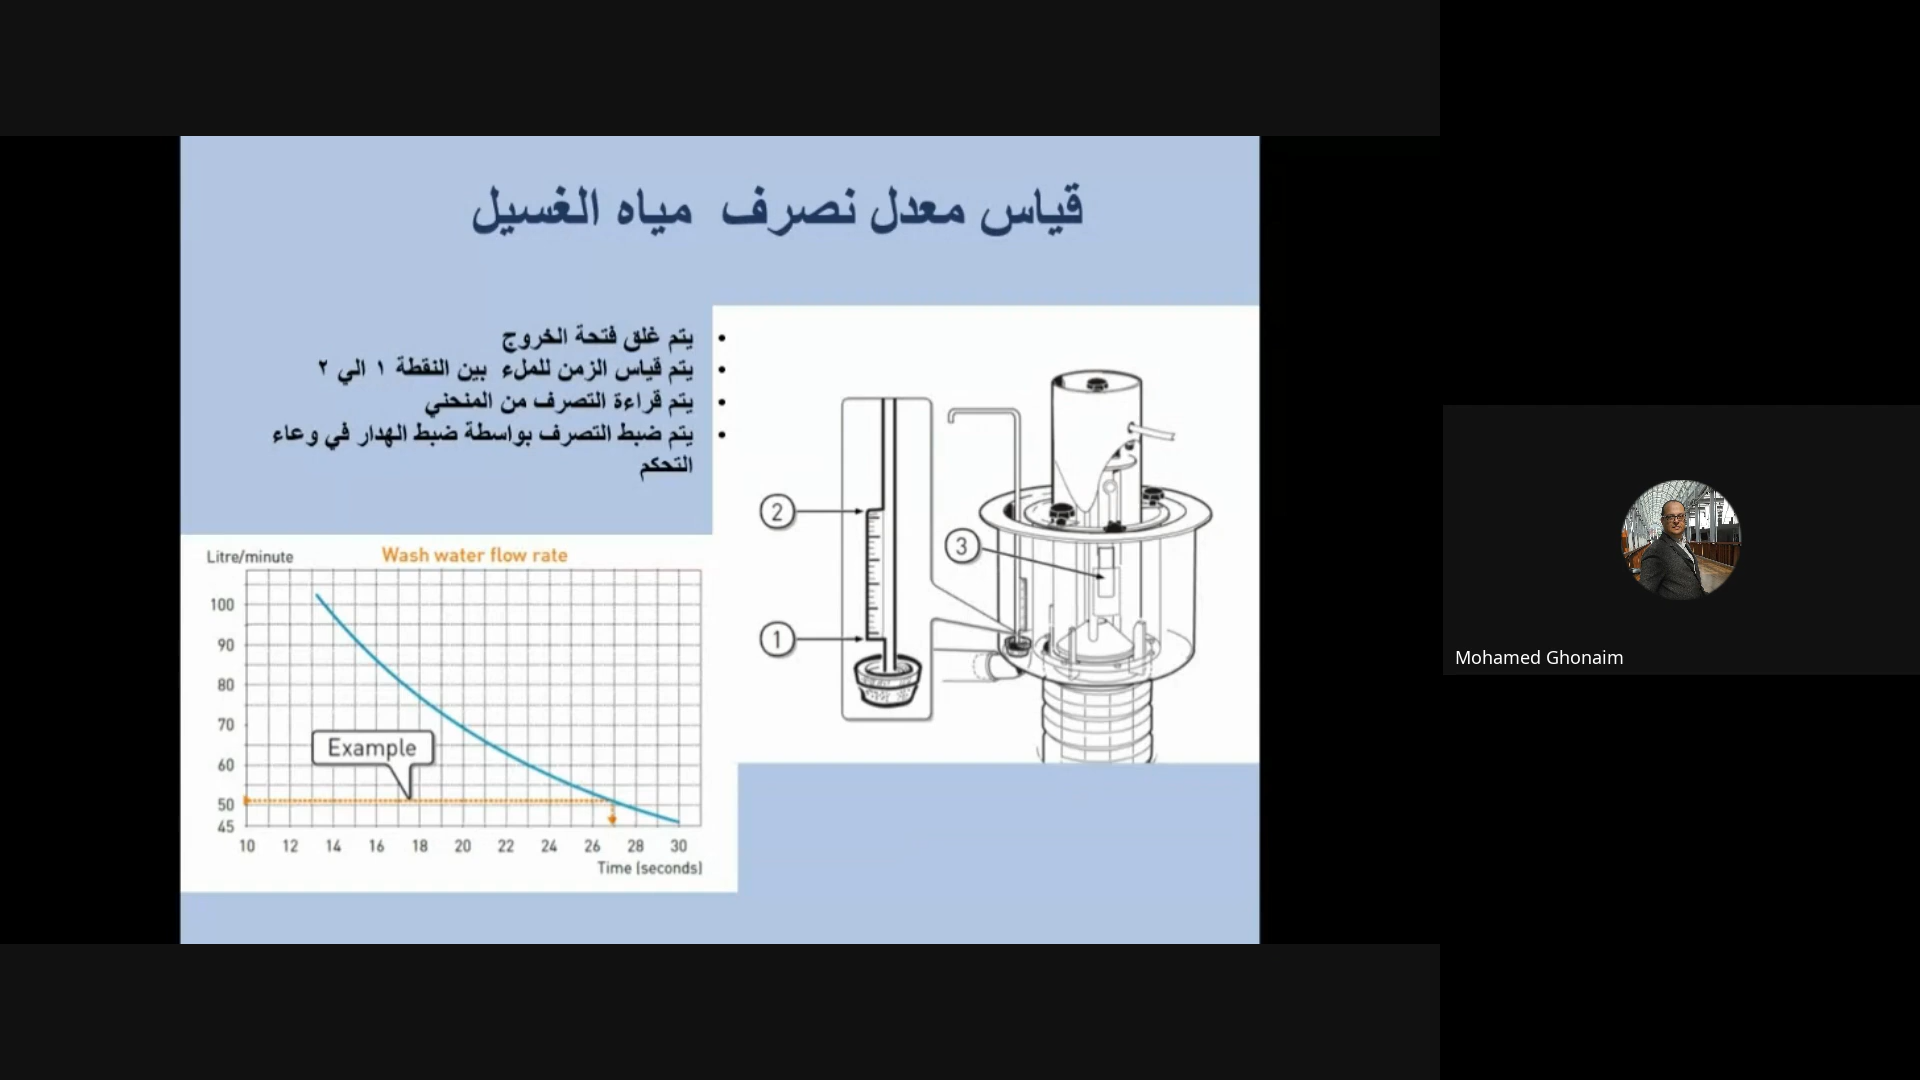 قياس معدل نصرف مياه الغسيل
• يتم غلق فتحة الخروج
• يتم قياس الزمن للملء بين النقطة ١ الي ٢
• يتم قراءة التصرف من المنحني
• يتم ضبط التصرف بواسطة ضبط الهدار في وعاء
التحكم
2
3
1
Litre/minute
Wash water flow rate
100
90
80
70
60
50
45
Example
10 12 14 16 18 20 22 24 26 28 30
Time (seconds)
Mohamed Ghonaim